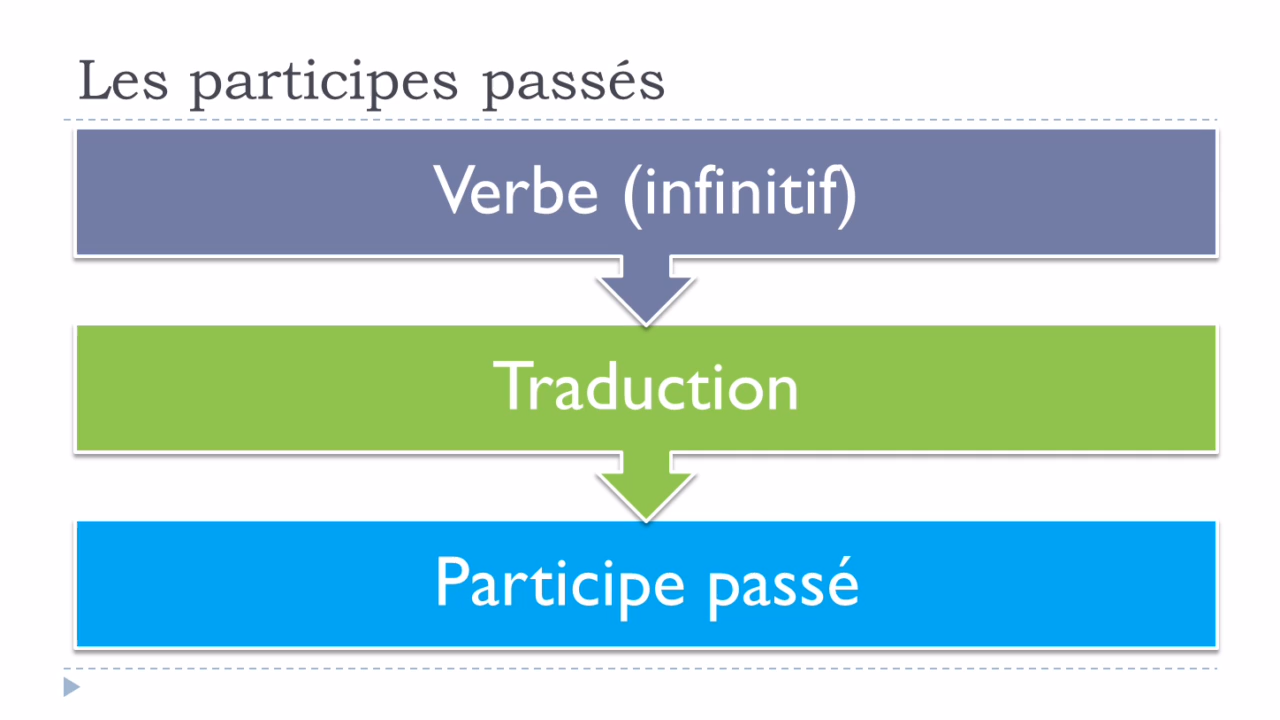 Les participes passés
Verbe (infinitif)
Traduction
Participe passé